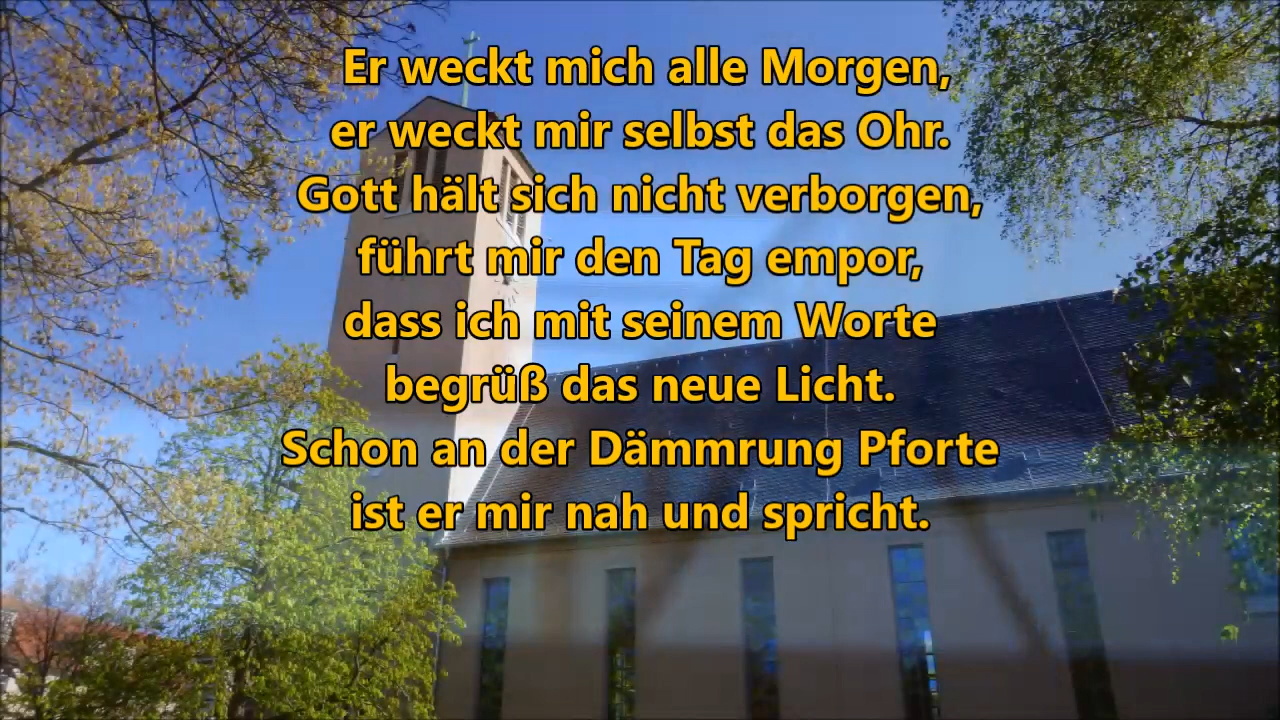 Er weckt mich alle Morgen,
er weckt mir selbst das Ohr.
Gott hält sich nicht verborgen,
führt mir den Tag empor,
dass ich mit seinem Worte
begrüß das neue Licht.
Schon an der Dämmrung Pforte
ist er mir nah und spricht.